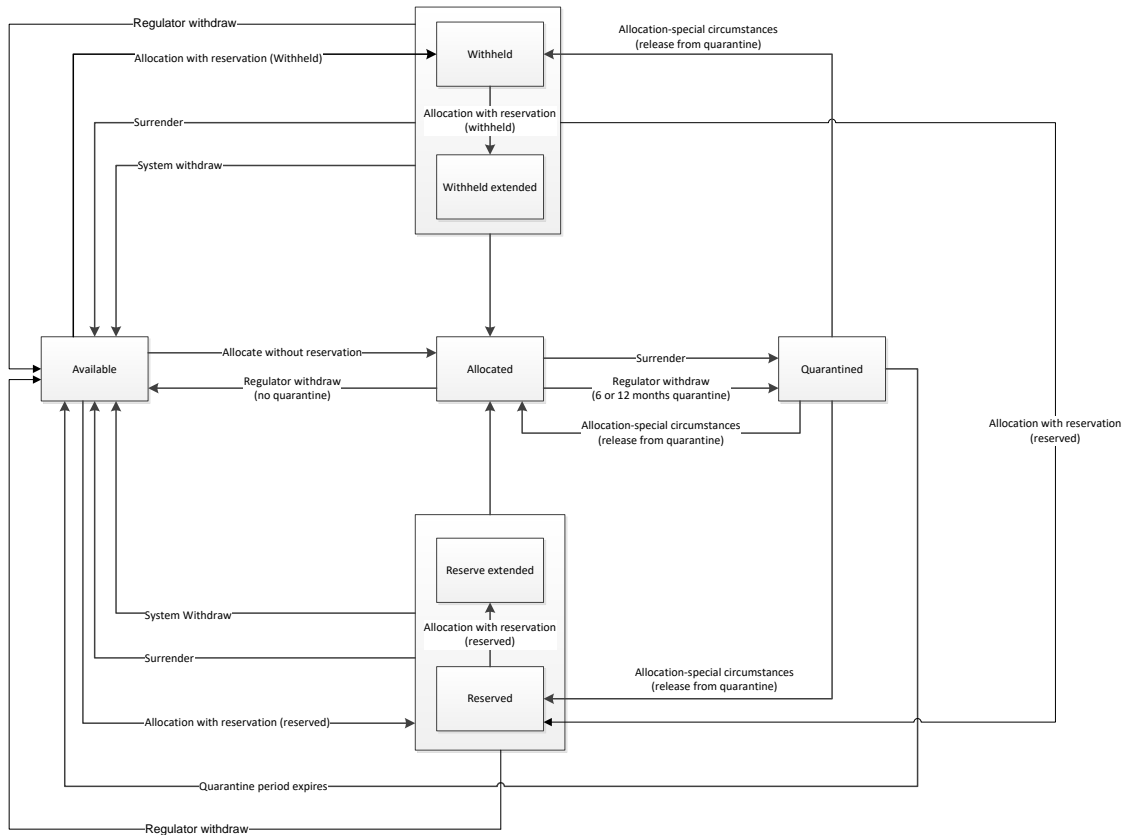 Regulator withdraw
Allocation with reservation (Withheld)
Withheld
Allocation-special circumstances
(release from quarantine)
Allocation with reservation
(withheld)
Surrender
System withdraw
Withheld extended
Available
Allocate without reservation
Allocated
Surrender
Quarantined
Regulator withdraw
(no quarantine)
Regulator withdraw
(6 or 12 months quarantine)
Allocation-special circumstances
(release from quarantine)
Allocation with reservation
(reserved)
Reserve extended
System Withdraw
Allocation with reservation
(reserved)
Surrender
Reserved
Allocation-special circumstances
(release from quarantine)
Allocation with reservation (reserved)
Quarantine period expires
Regulator withdraw